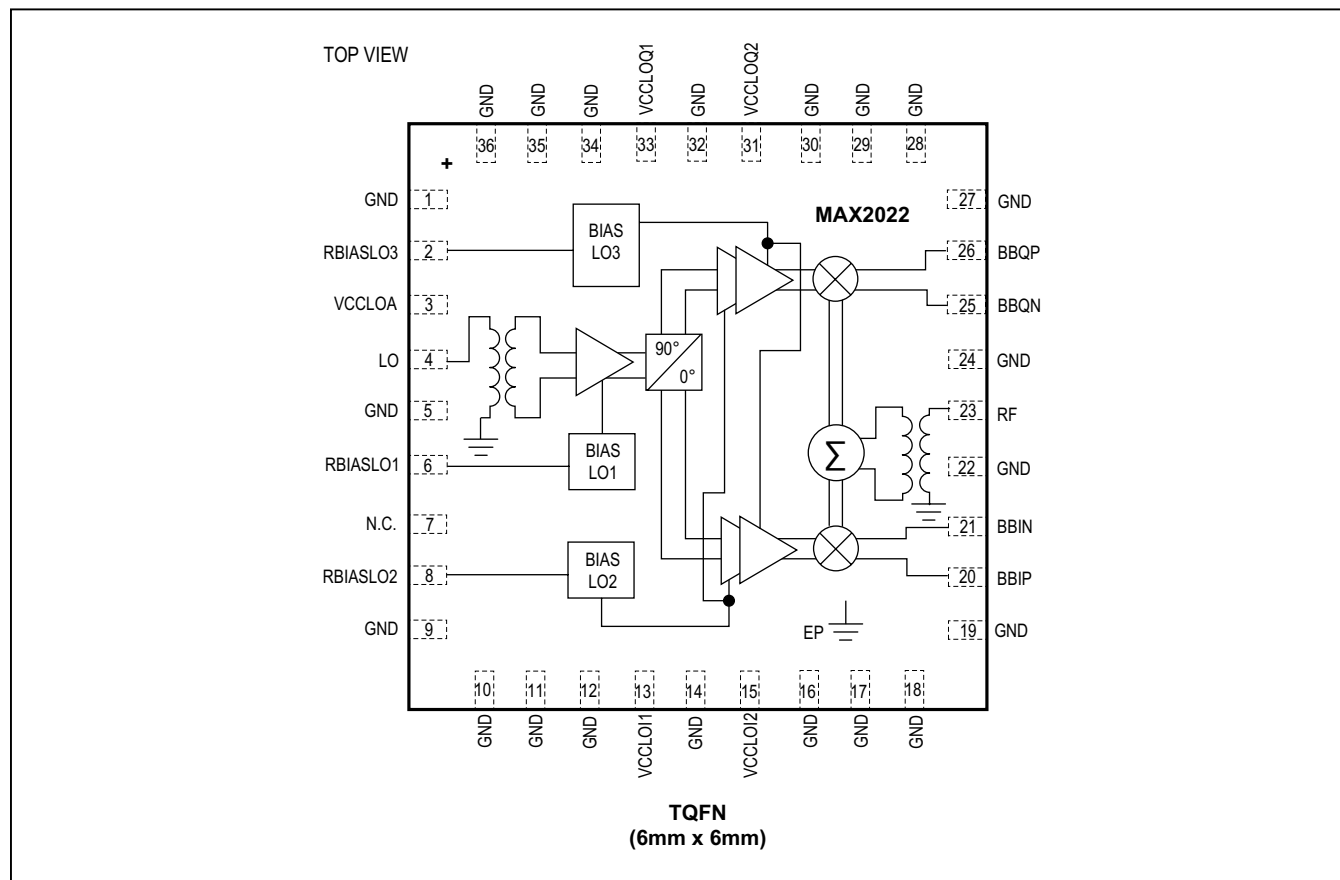 TOP VIEW
GND
GND
GND
VCCLOQ1
GND
VCCLOQ2
GND
GND
GND
36
35
34
33
32
31
30
29
28
+
GND 1
RBIASLO3 2
VCCLOA 3
LO 4
GND 5
RBIASLO1 6
N.C. 7
RBIASLO2 8
GND 9
BIAS
LO3
MAX2022
90°
0°
BIAS
LO1
Σ
BIAS
LO2
EP
27 GND
26 BBQP
25 BBQN
24 GND
23 RF
22 GND
21 BBIN
20 BBIP
19 GND
10
11
12
13
14
15
16
17
18
GND
GND
GND
VCCLOI1
GND
VCCLOI2
GND
GND
GND
TQFN
(6mm x 6mm)